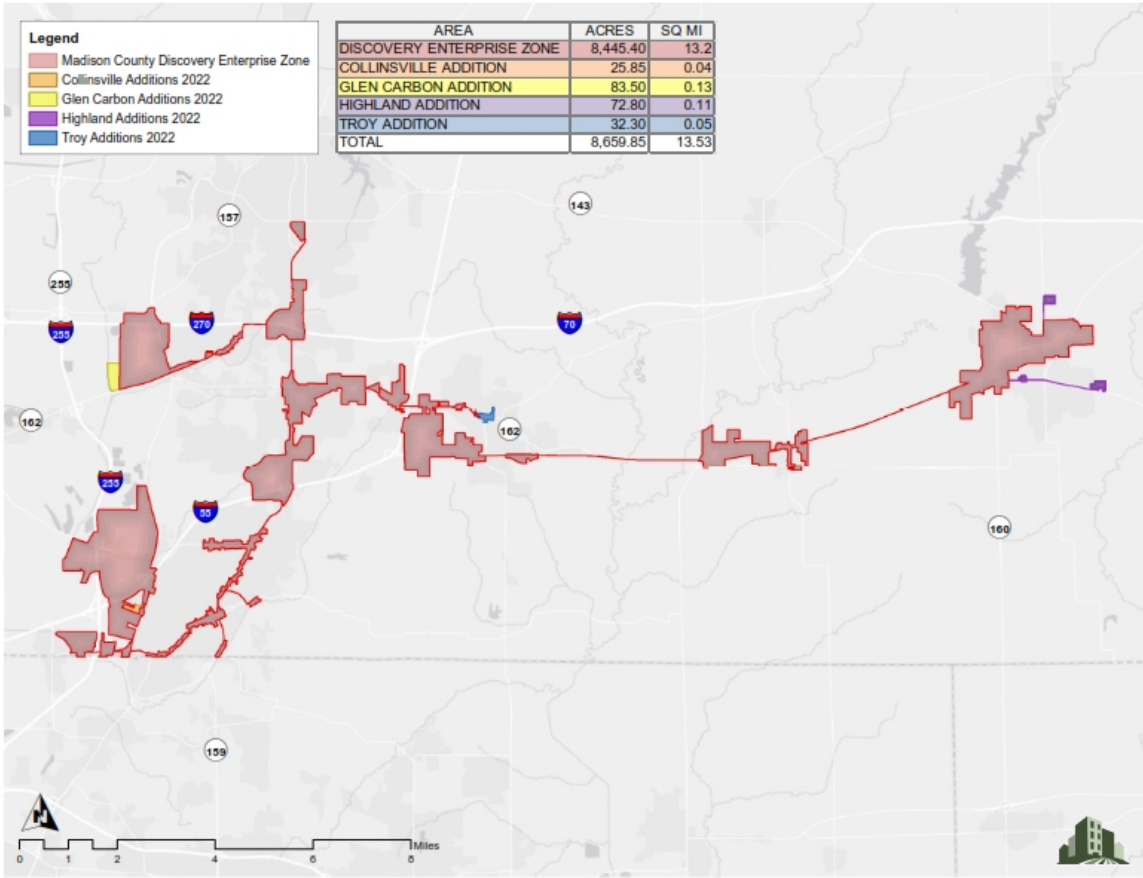 Legend
Madison County Discovery Enterprise Zone
Collinsville Additions 2022
Glen Carbon Additions 2022
Highland Additions 2022
Troy Additions 2022
AREA ACRES SQ MI
DISCOVERY ENTERPRISE ZONE 8,445.40 13.2
COLLINSVILLE ADDITION 25.85 0.04
GLEN CARBON ADDITION 83.50 0.13
HIGHLAND ADDITION 72.80 0.11
TROY ADDITION 32.30 0.05
TOTAL 8,659.85 13.53
143
157
255
255
270
70
162
162
255
55
160
159
N
Miles
0 1 2 4 6 8